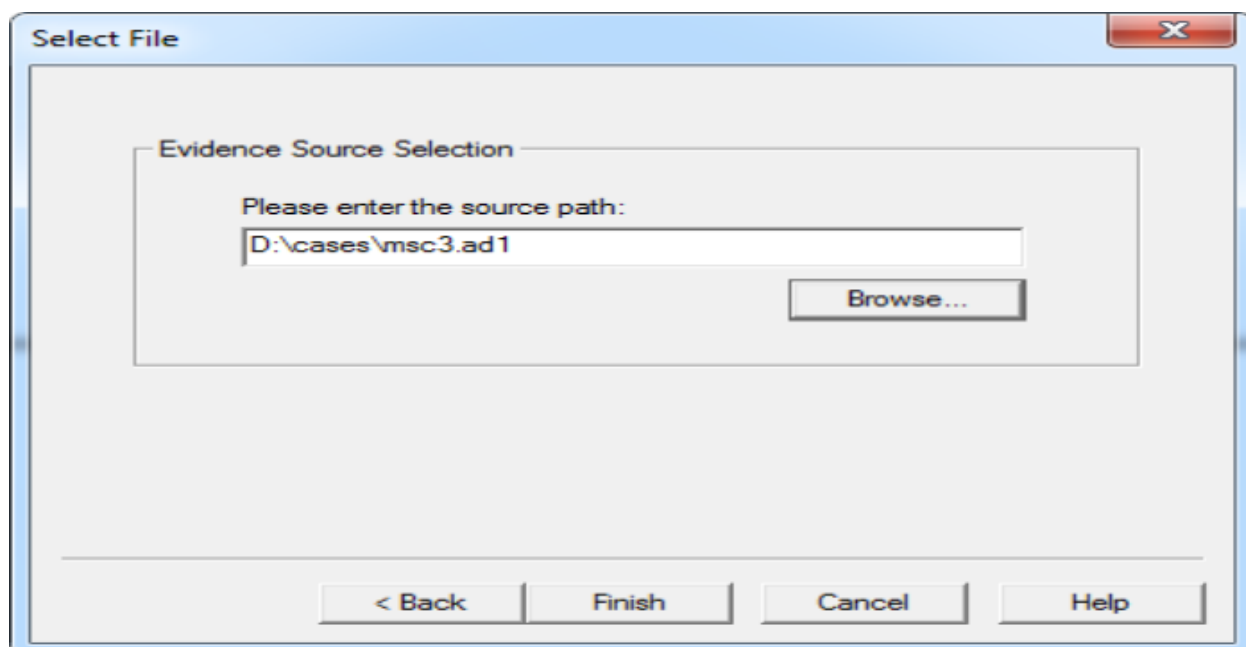 Select File
Evidence Source Selection
Please enter the source path:
D:\cases\msc3.ad1
Browse...
< Back Finish Cancel Help